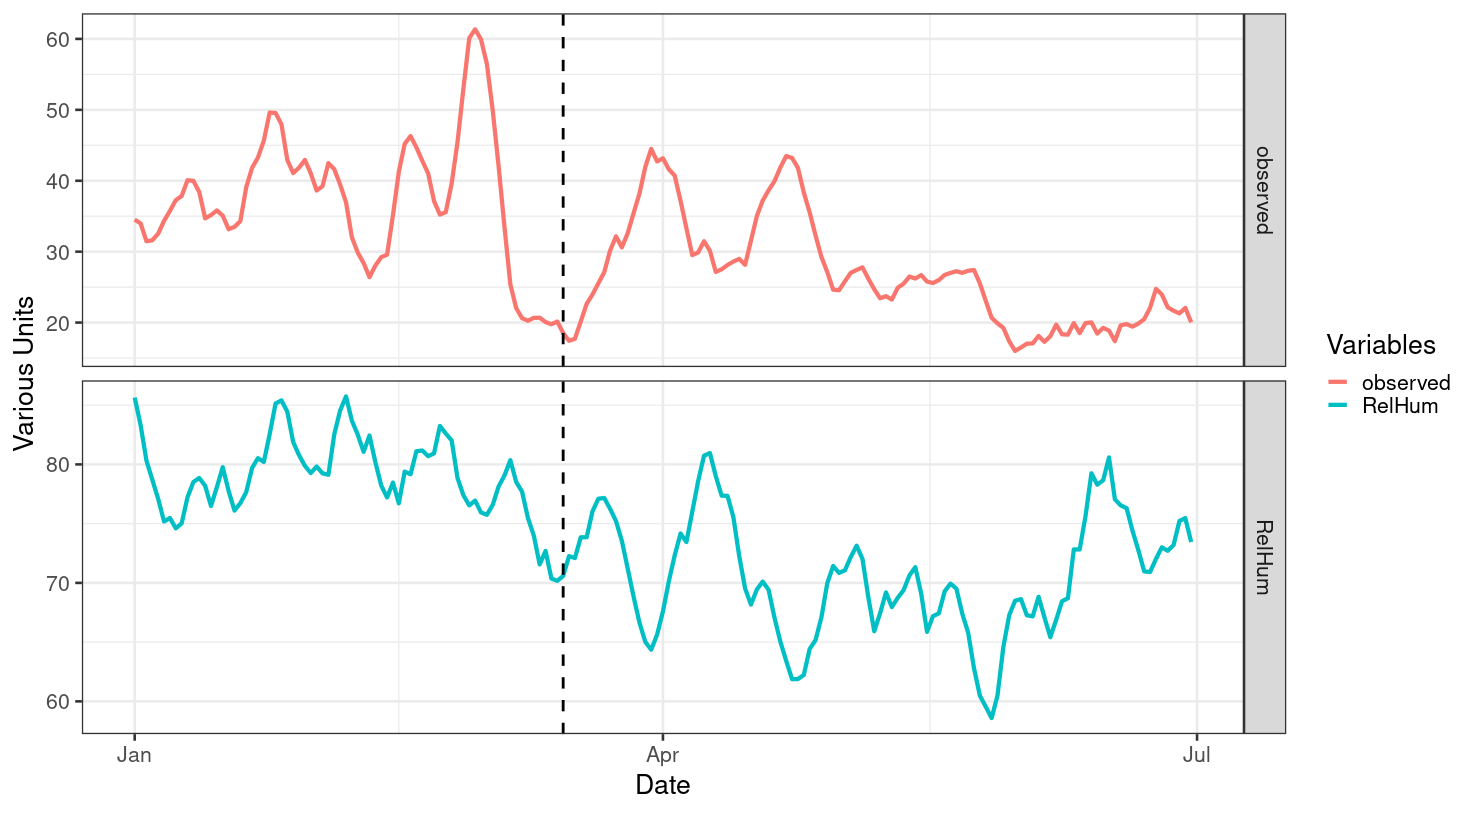 60
50
40
30
20
observed
80
70
60
RelHum
Various Units
Jan
Apr
Jul
Date
Variables
observed
RelHum